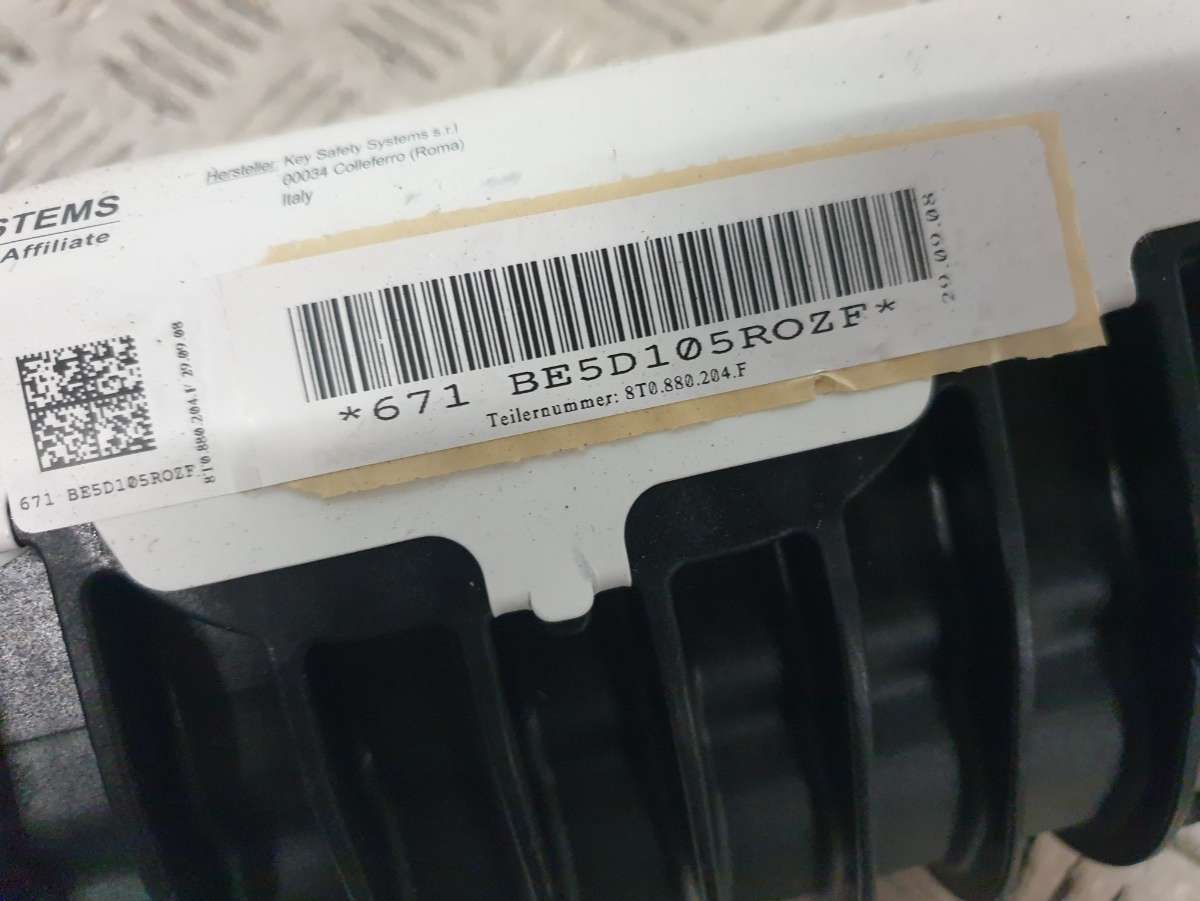 Hersteller: Key Safety Systems s.r.l
00034 Colleferro (Roma)
Italy
STEMS
Affiliate
29.09.08
*671 BE5D105ROZF*
Teilernummer: 8T0.880.204.F
8T0.880.204.F 29.09.08
671 BE5D105ROZF